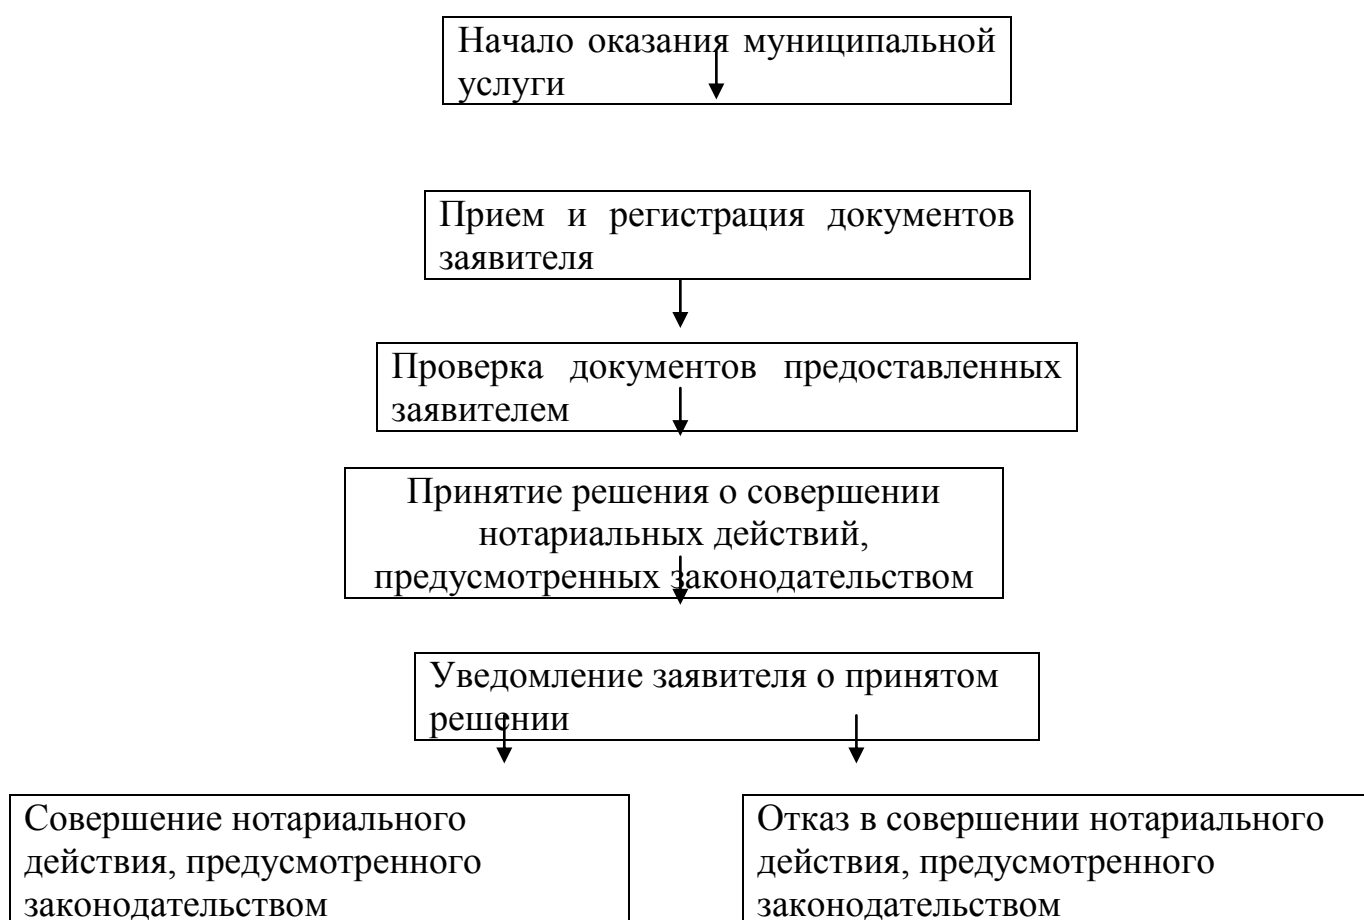 Начало оказания муниципальной
услуги
Прием и регистрация документов
заявителя
Проверка документов предоставленных
заявителем
Принятие решения о совершении
нотариальных действий,
предусмотренных законодательством
Уведомление заявителя о принятом
решении
Совершение нотариального
действия, предусмотренного
законодательством
Отказ в совершении нотариального
действия, предусмотренного
законодательством